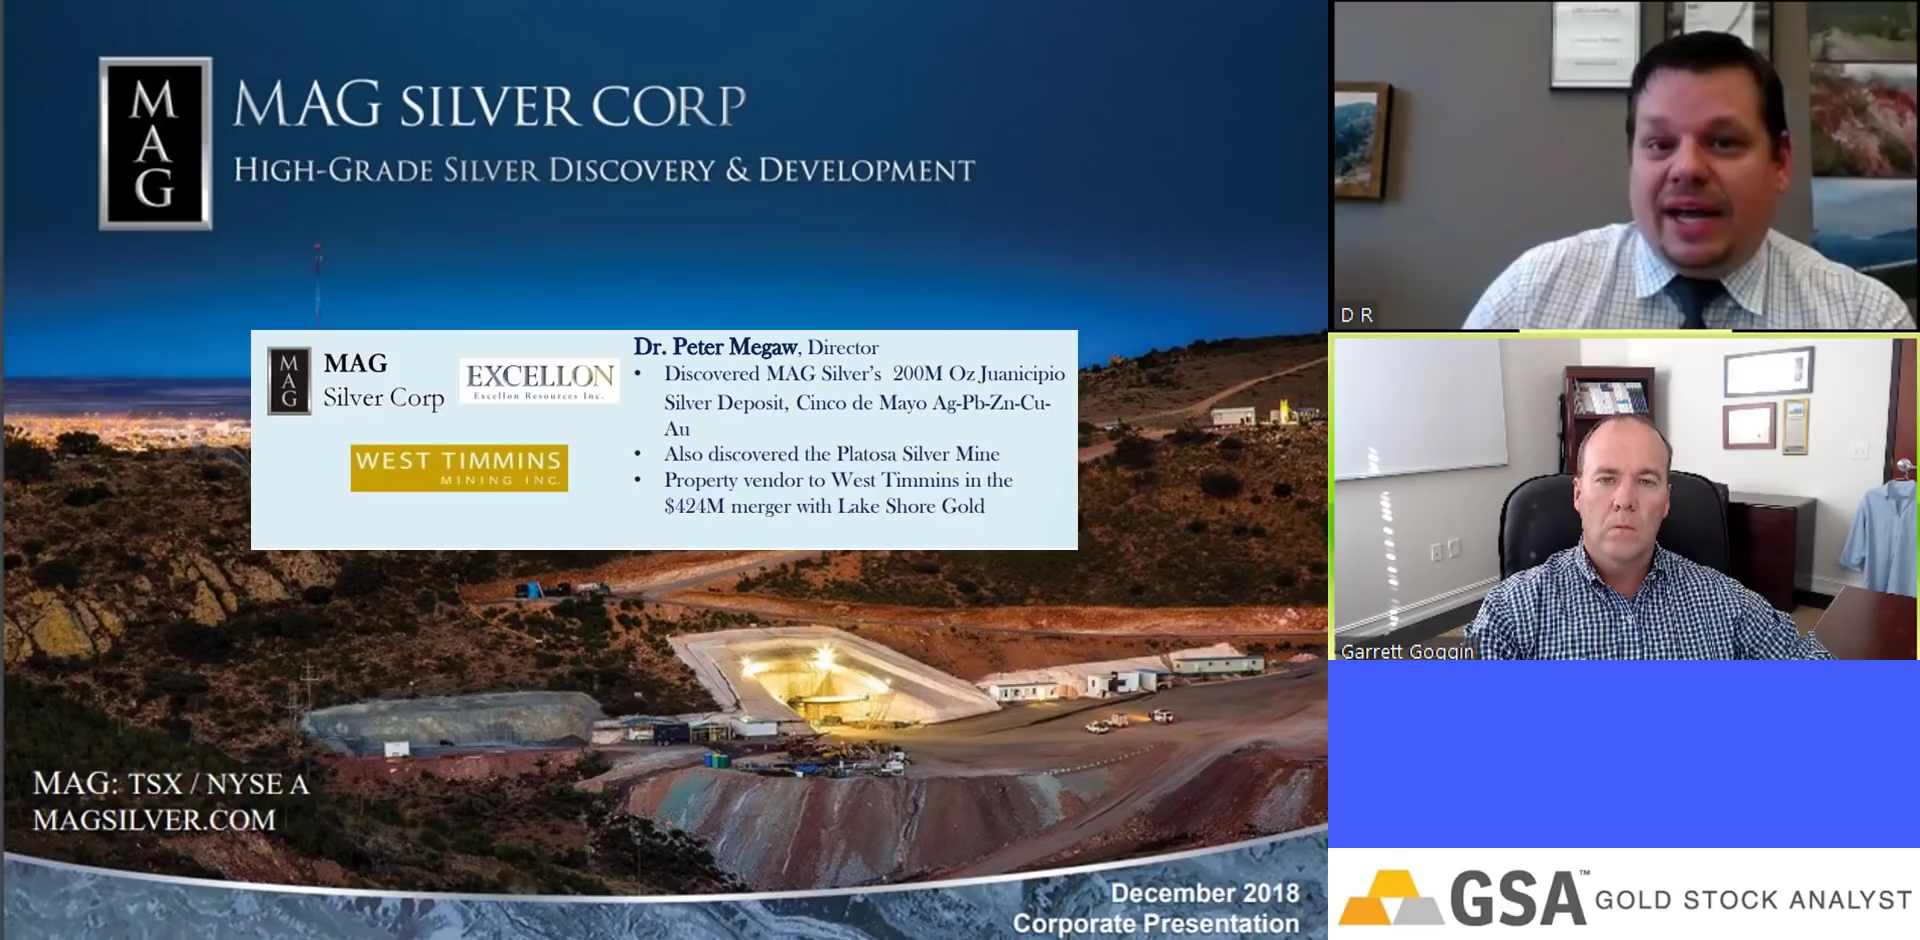 M
A
G
MAG SILVER CORP
HIGH-GRADE SILVER DISCOVERY & DEVELOPMENT
M
A
G
MAG
Silver Corp
EXCELLON
Excellon Resources Inc.
WEST TIMMINS
MINING INC.
Dr. Peter Megaw, Director
• Discovered MAG Silver's 200M Oz Juanicipio
Silver Deposit, Cinco de Mayo Ag-Pb-Zn-Cu-
Au
• Also discovered the Platosa Silver Mine
• Property vendor to West Timmins in the
$424M merger with Lake Shore Gold
MAG: TSX / NYSE A
MAGSILVER.COM
December 2018
Corporate Presentation
D R
Garrett Goggin
GSA™ GOLD STOCK ANALYST